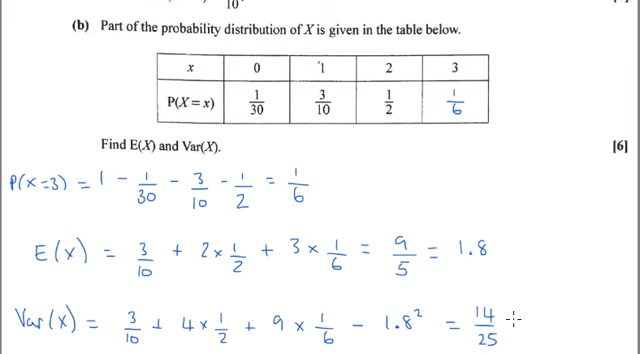 10
(b) Part of the probability distribution of X is given in the table below.
x 0 1 2 3
P(X = x) 1/30 3/10 1/2 1/6
Find E(X) and Var(X). [6]
P(X=3) = 1 - 1/30 - 3/10 - 1/2 = 1/6
E(X) = 3/10 + 2×1/2 + 3×1/6 = 9/5 = 1.8
Var(X) = 3/10 + 4×1/2 + 9×1/6 - 1.8² = 14/25